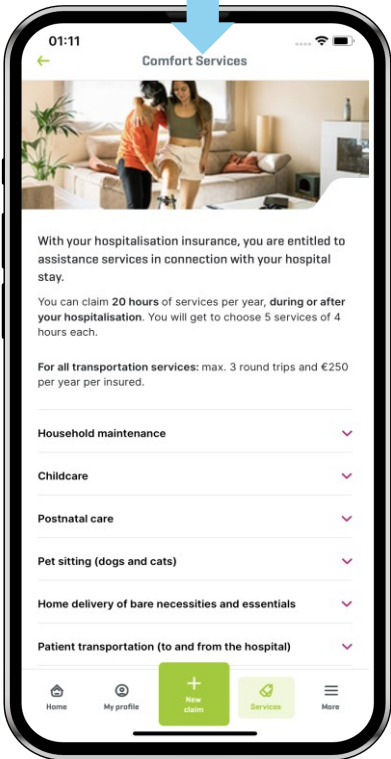 01:11
Comfort Services
With your hospitalisation insurance, you are entitled to
assistance services in connection with your hospital
stay.
You can claim 20 hours of services per year, during or after
your hospitalisation. You will get to choose 5 services of 4
hours each.
For all transportation services: max. 3 round trips and €250
per year per insured.
Household maintenance
Childcare
Postnatal care
Pet sitting (dogs and cats)
Home delivery of bare necessities and essentials
Patient transportation (to and from the hospital)
Home
My profile
New
claim
Services
More